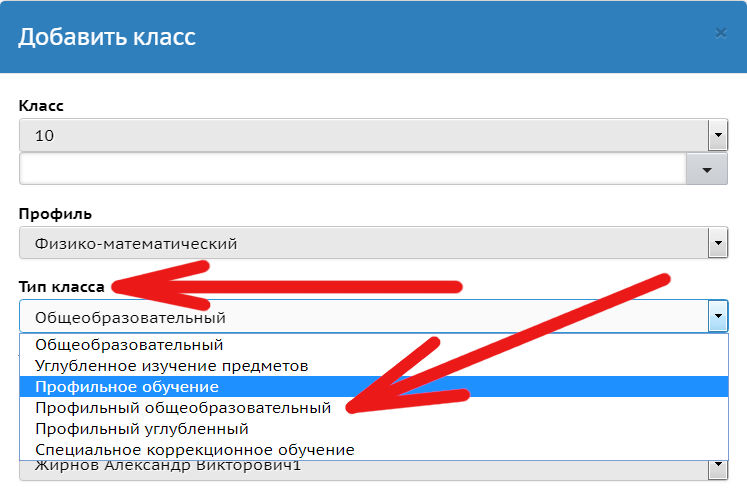 Добавить класс ×
Класс
10
Профиль
Физико-математический
Тип класса
Общеобразовательный
Общеобразовательный
Углубленное изучение предметов
Профильное обучение
Профильный общеобразовательный
Профильный углубленный
Специальное коррекционное обучение
Жирнов Александр Викторович1